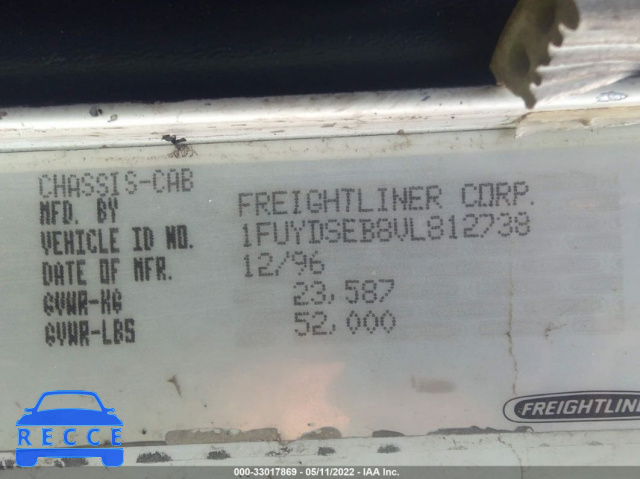 CHASSIS-CAB
MFD. BY FREIGHTLINER CORP.
VEHICLE ID NO. 1FUYDSEB8VL812738
DATE OF MFR. 12/96
GVWR-KG 23,587
GVWR-LBS 52,000
FREIGHTLINE
RECCE
000-33017869 - 05/11/2022 - IAA Inc.